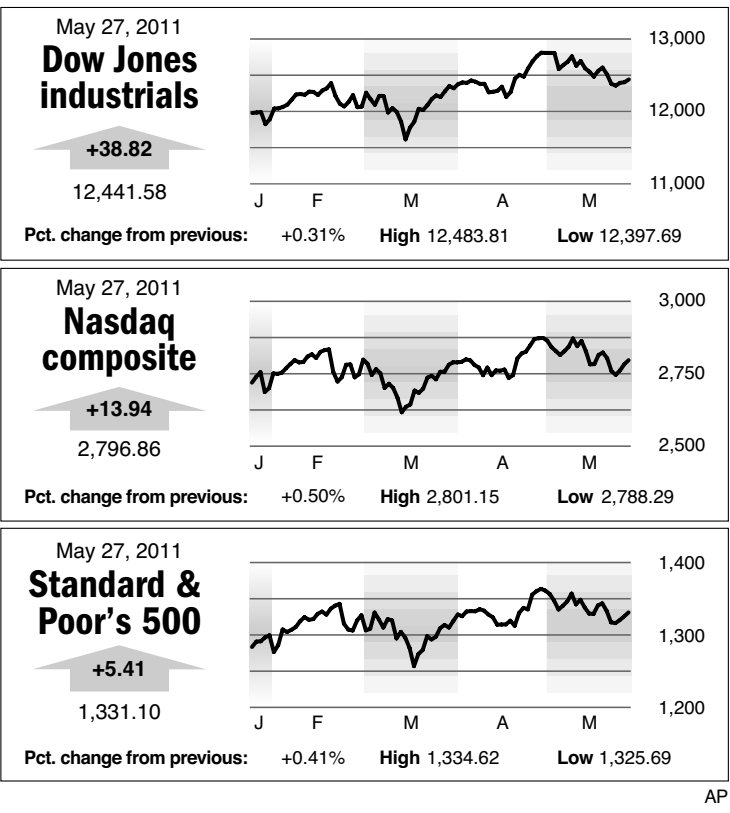 May 27, 2011
Dow Jones
industrials
+38.82
12,441.58
13,000
12,000
11,000
J F M A M
Pct. change from previous: +0.31% High 12,483.81 Low 12,397.69
May 27, 2011
Nasdaq
composite
+13.94
2,796.86
3,000
2,750
2,500
J F M A M
Pct. change from previous: +0.50% High 2,801.15 Low 2,788.29
May 27, 2011
Standard &
Poor's 500
+5.41
1,331.10
1,400
1,300
1,200
J F M A M
Pct. change from previous: +0.41% High 1,334.62 Low 1,325.69
AP